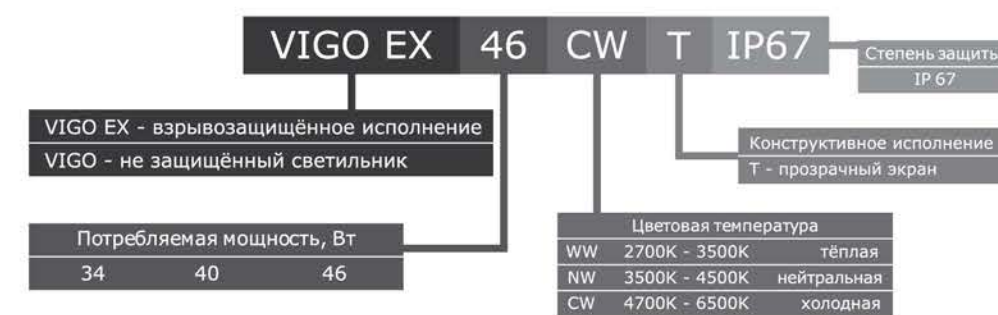 VIGO EX 46 CW T IP67
Степень защиты
IP 67
VIGO EX - взрывозащищённое исполнение
VIGO - не защищённый светильник
Конструктивное исполнение
T - прозрачный экран
Потребляемая мощность, Вт
34 40 46
Цветовая температура
WW 2700K - 3500K тёплая
NW 3500K - 4500K нейтральная
CW 4700K - 6500K холодная